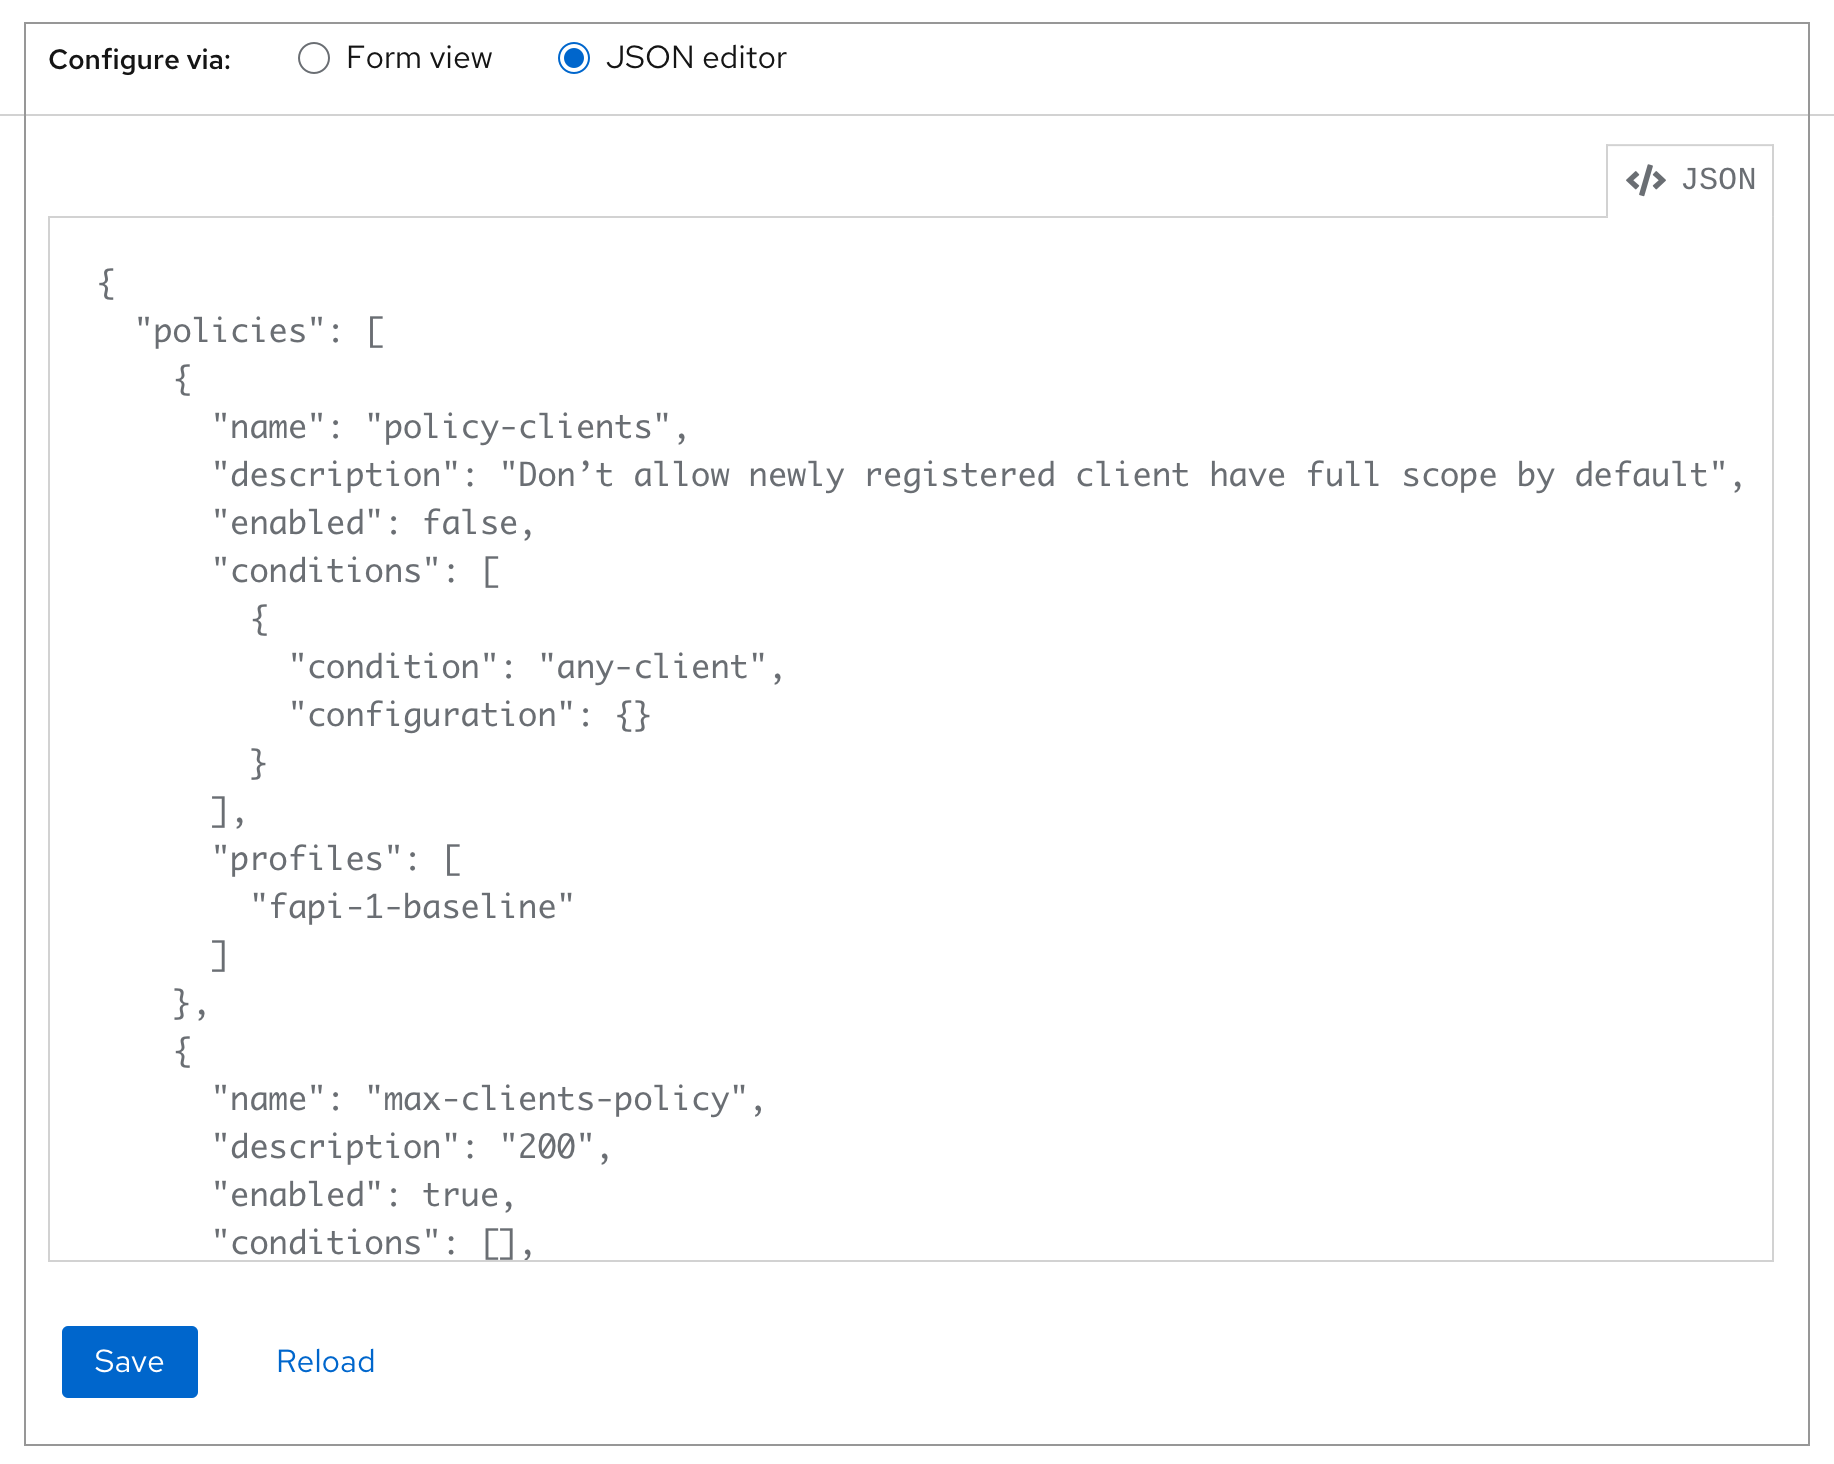 Configure via: Form view JSON editor
</> JSON
{
  "policies": [
    {
      "name": "policy-clients",
      "description": "Don’t allow newly registered client have full scope by default",
      "enabled": false,
      "conditions": [
        {
          "condition": "any-client",
          "configuration": {}
        }
      ],
      "profiles": [
        "fapi-1-baseline"
      ]
    },
    {
      "name": "max-clients-policy",
      "description": "200",
      "enabled": true,
      "conditions": [],
Save Reload